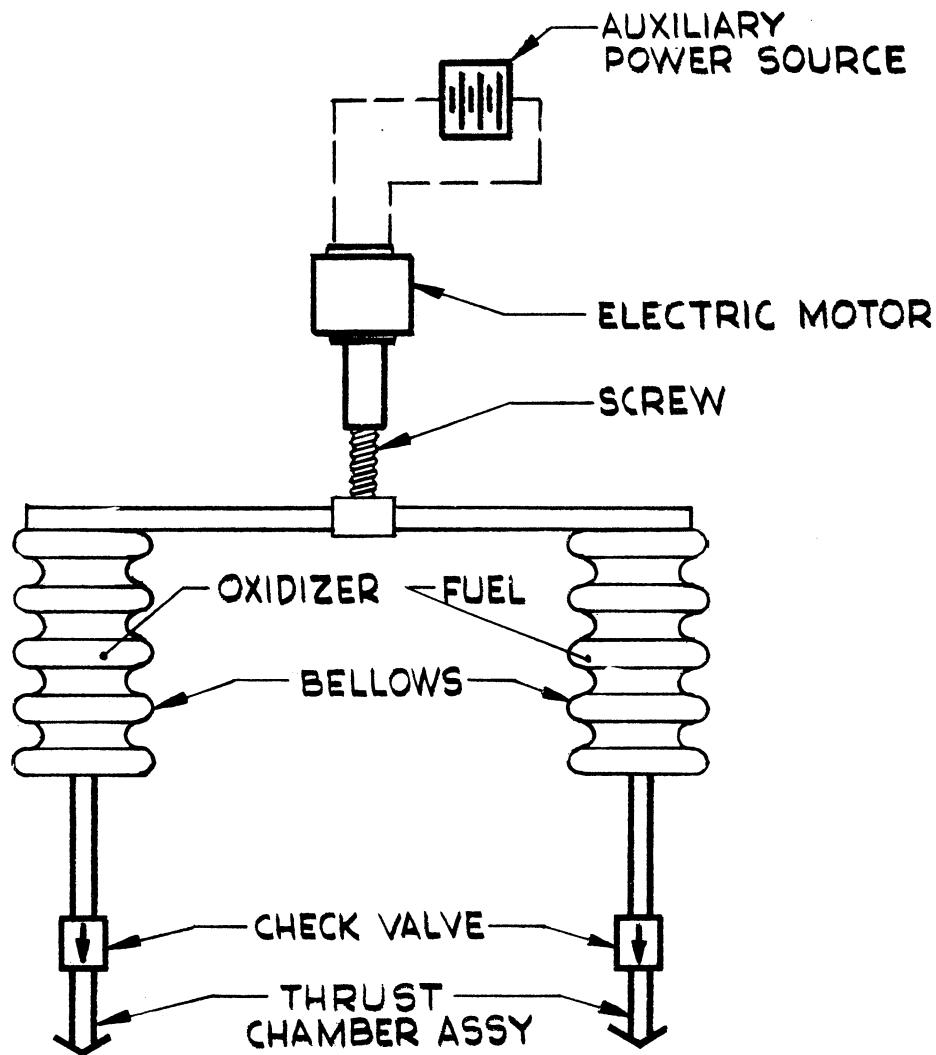 AUXILIARY
POWER SOURCE
ELECTRIC MOTOR
SCREW
OXIDIZER
FUEL
BELLOWS
CHECK VALVE
THRUST
CHAMBER ASSY